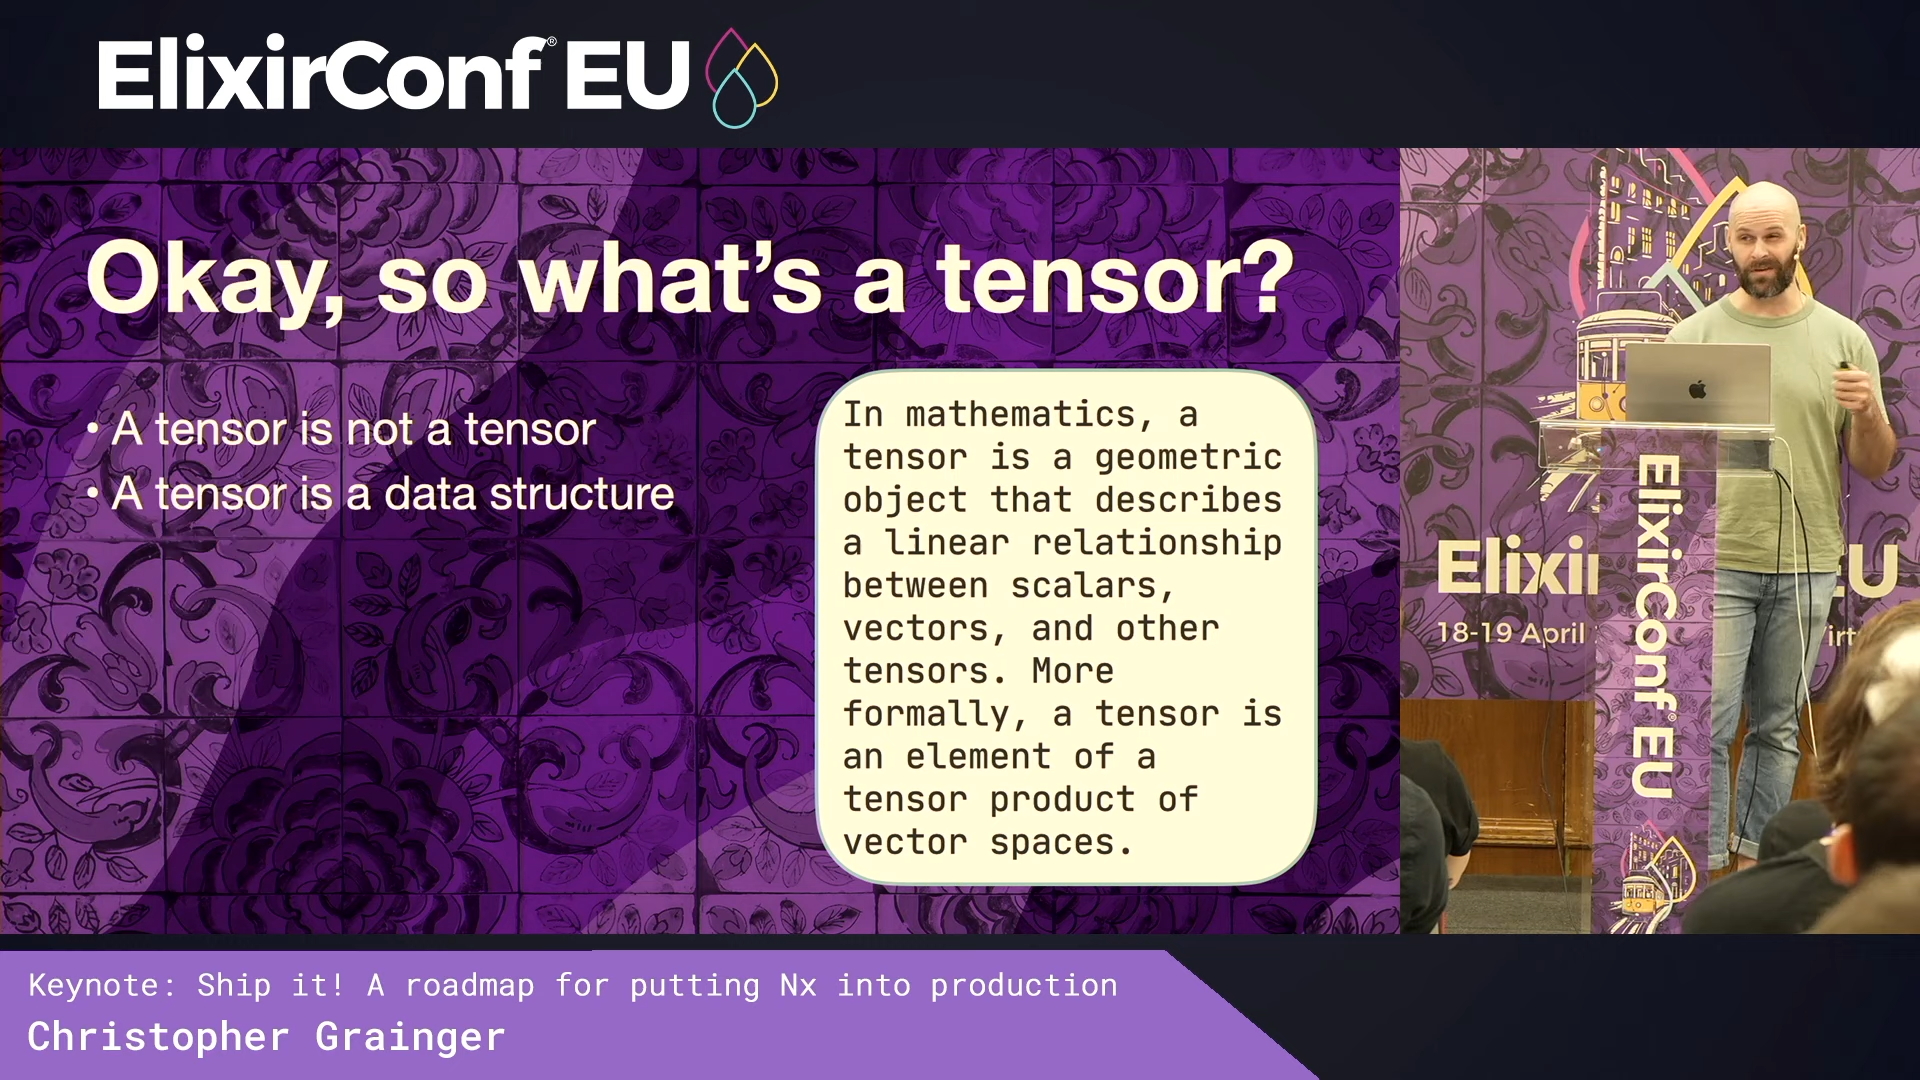 ElixirConf® EU
Okay, so what's a tensor?
• A tensor is not a tensor
• A tensor is a data structure
In mathematics, a
tensor is a geometric
object that describes
a linear relationship
between scalars,
vectors, and other
tensors. More
formally, a tensor is
an element of a
tensor product of
vector spaces.
Elixir
EU
18-19 April
ElixirConf® EU
Keynote: Ship it! A roadmap for putting Nx into production
Christopher Grainger